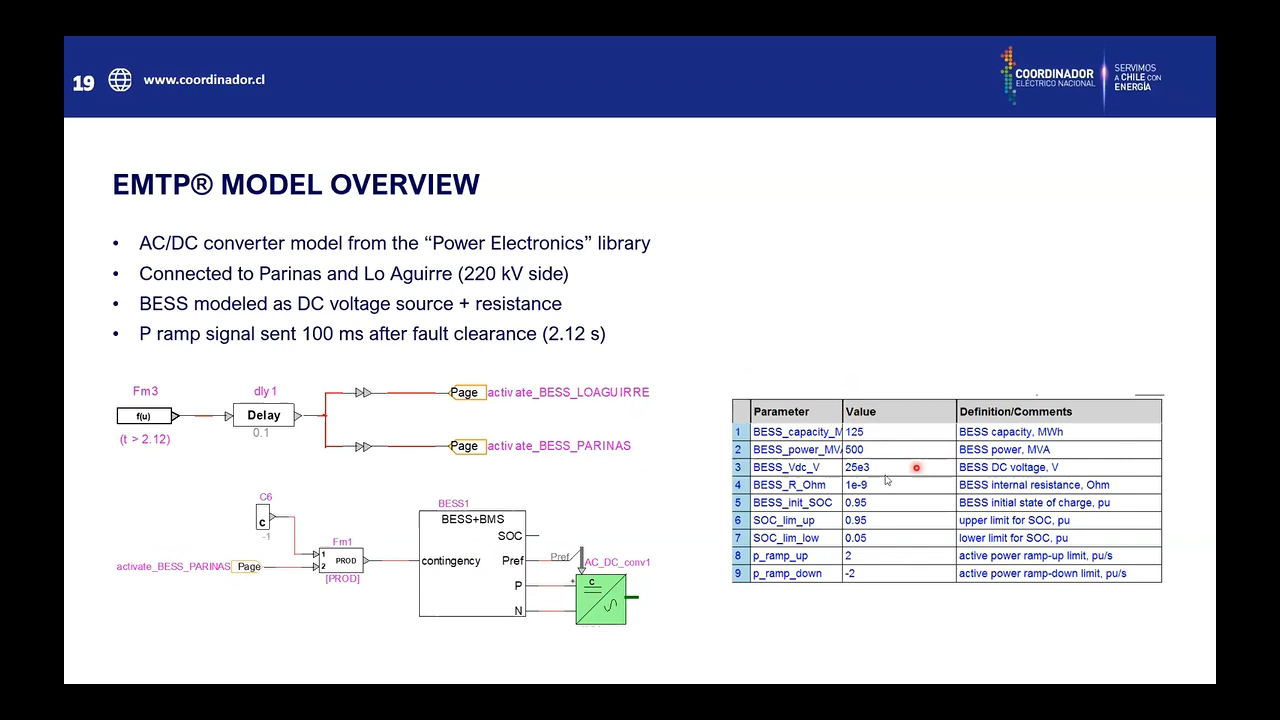 19
www.coordinador.cl
COORDINADOR
ELÉCTRICO NACIONAL
SERVIMOS
A CHILE CON
ENERGÍA
EMTP® MODEL OVERVIEW
• AC/DC converter model from the “Power Electronics” library
• Connected to Parinas and Lo Aguirre (220 kV side)
• BESS modeled as DC voltage source + resistance
• P ramp signal sent 100 ms after fault clearance (2.12 s)
Fm3
f(u)
(t > 2.12)
dly1
Delay
0.1
Page activate_BESS_LOAGUIRRE
Page activate_BESS_PARINAS
C6
c
-1
activate_BESS_PARINAS Page
Fm1
1
2
PROD
[PROD]
BESS1
BESS+BMS
SOC
contingency
Pref
P
N
Pref
AC_DC_conv1
+
c
Parameter Value Definition/Comments
1 BESS_capacity_M 125 BESS capacity, MWh
2 BESS_power_MVA 500 BESS power, MVA
3 BESS_Vdc_V 25e3 BESS DC voltage, V
4 BESS_R_Ohm 1e-9 BESS internal resistance, Ohm
5 BESS_init_SOC 0.95 BESS initial state of charge, pu
6 SOC_lim_up 0.95 upper limit for SOC, pu
7 SOC_lim_low 0.05 lower limit for SOC, pu
8 p_ramp_up 2 active power ramp-up limit, pu/s
9 p_ramp_down -2 active power ramp-down limit, pu/s